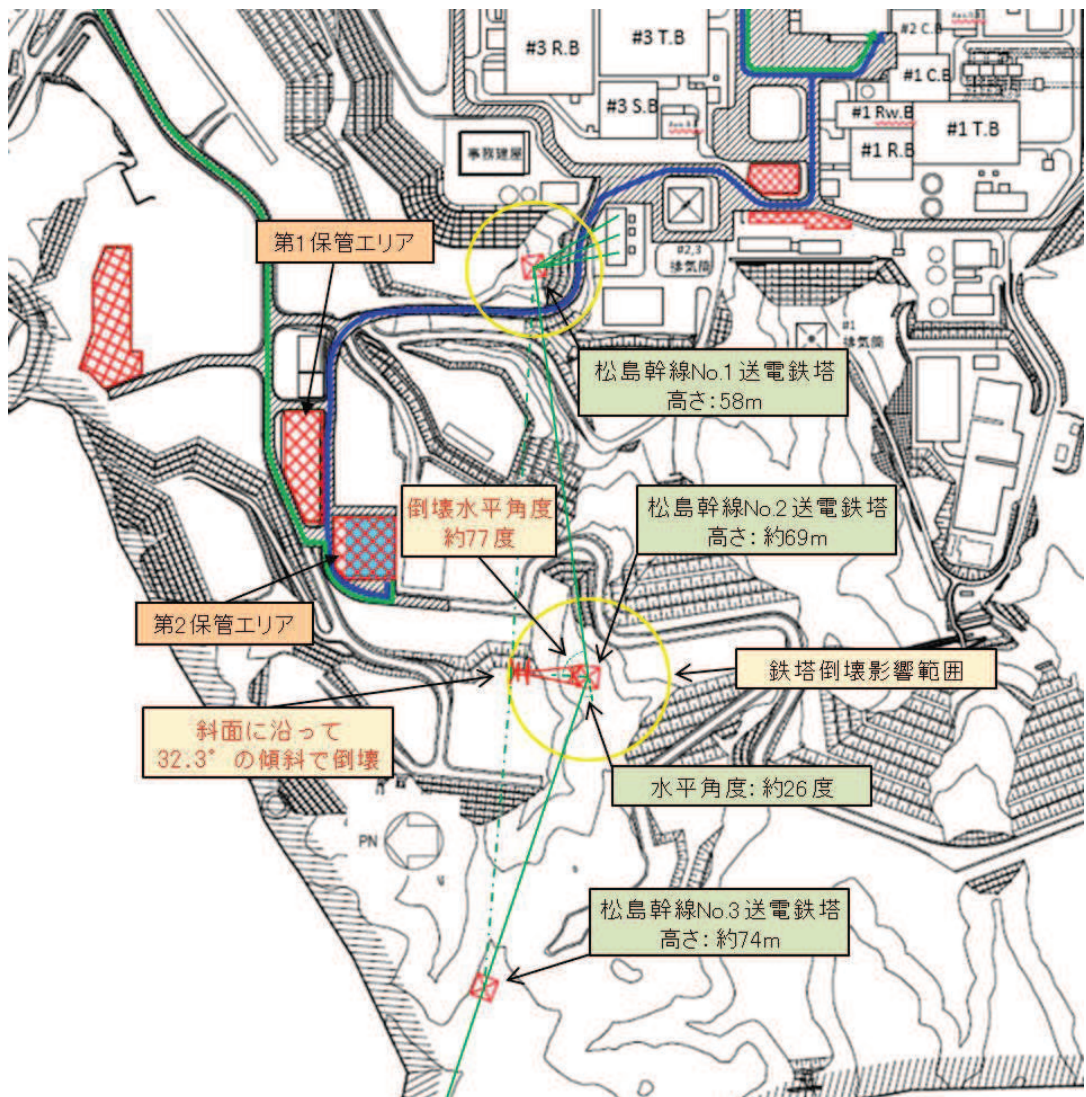 #3 R.B
#3 T.B
#2 C.B
#1 C.B
#3 S.B
#1 Rw.B
#1 T.B
#1 R.B
事務建屋
第1保管エリア
#2,3
排気筒
#1
排気筒
松島幹線No.1 送電鉄塔
高さ:58m
倒壊水平角度
約77度
松島幹線No.2 送電鉄塔
高さ:約69m
第2保管エリア
鉄塔倒壊影響範囲
斜面に沿って
32.3°の傾斜で倒壊
水平角度:約26度
PN
松島幹線No.3 送電鉄塔
高さ:約74m